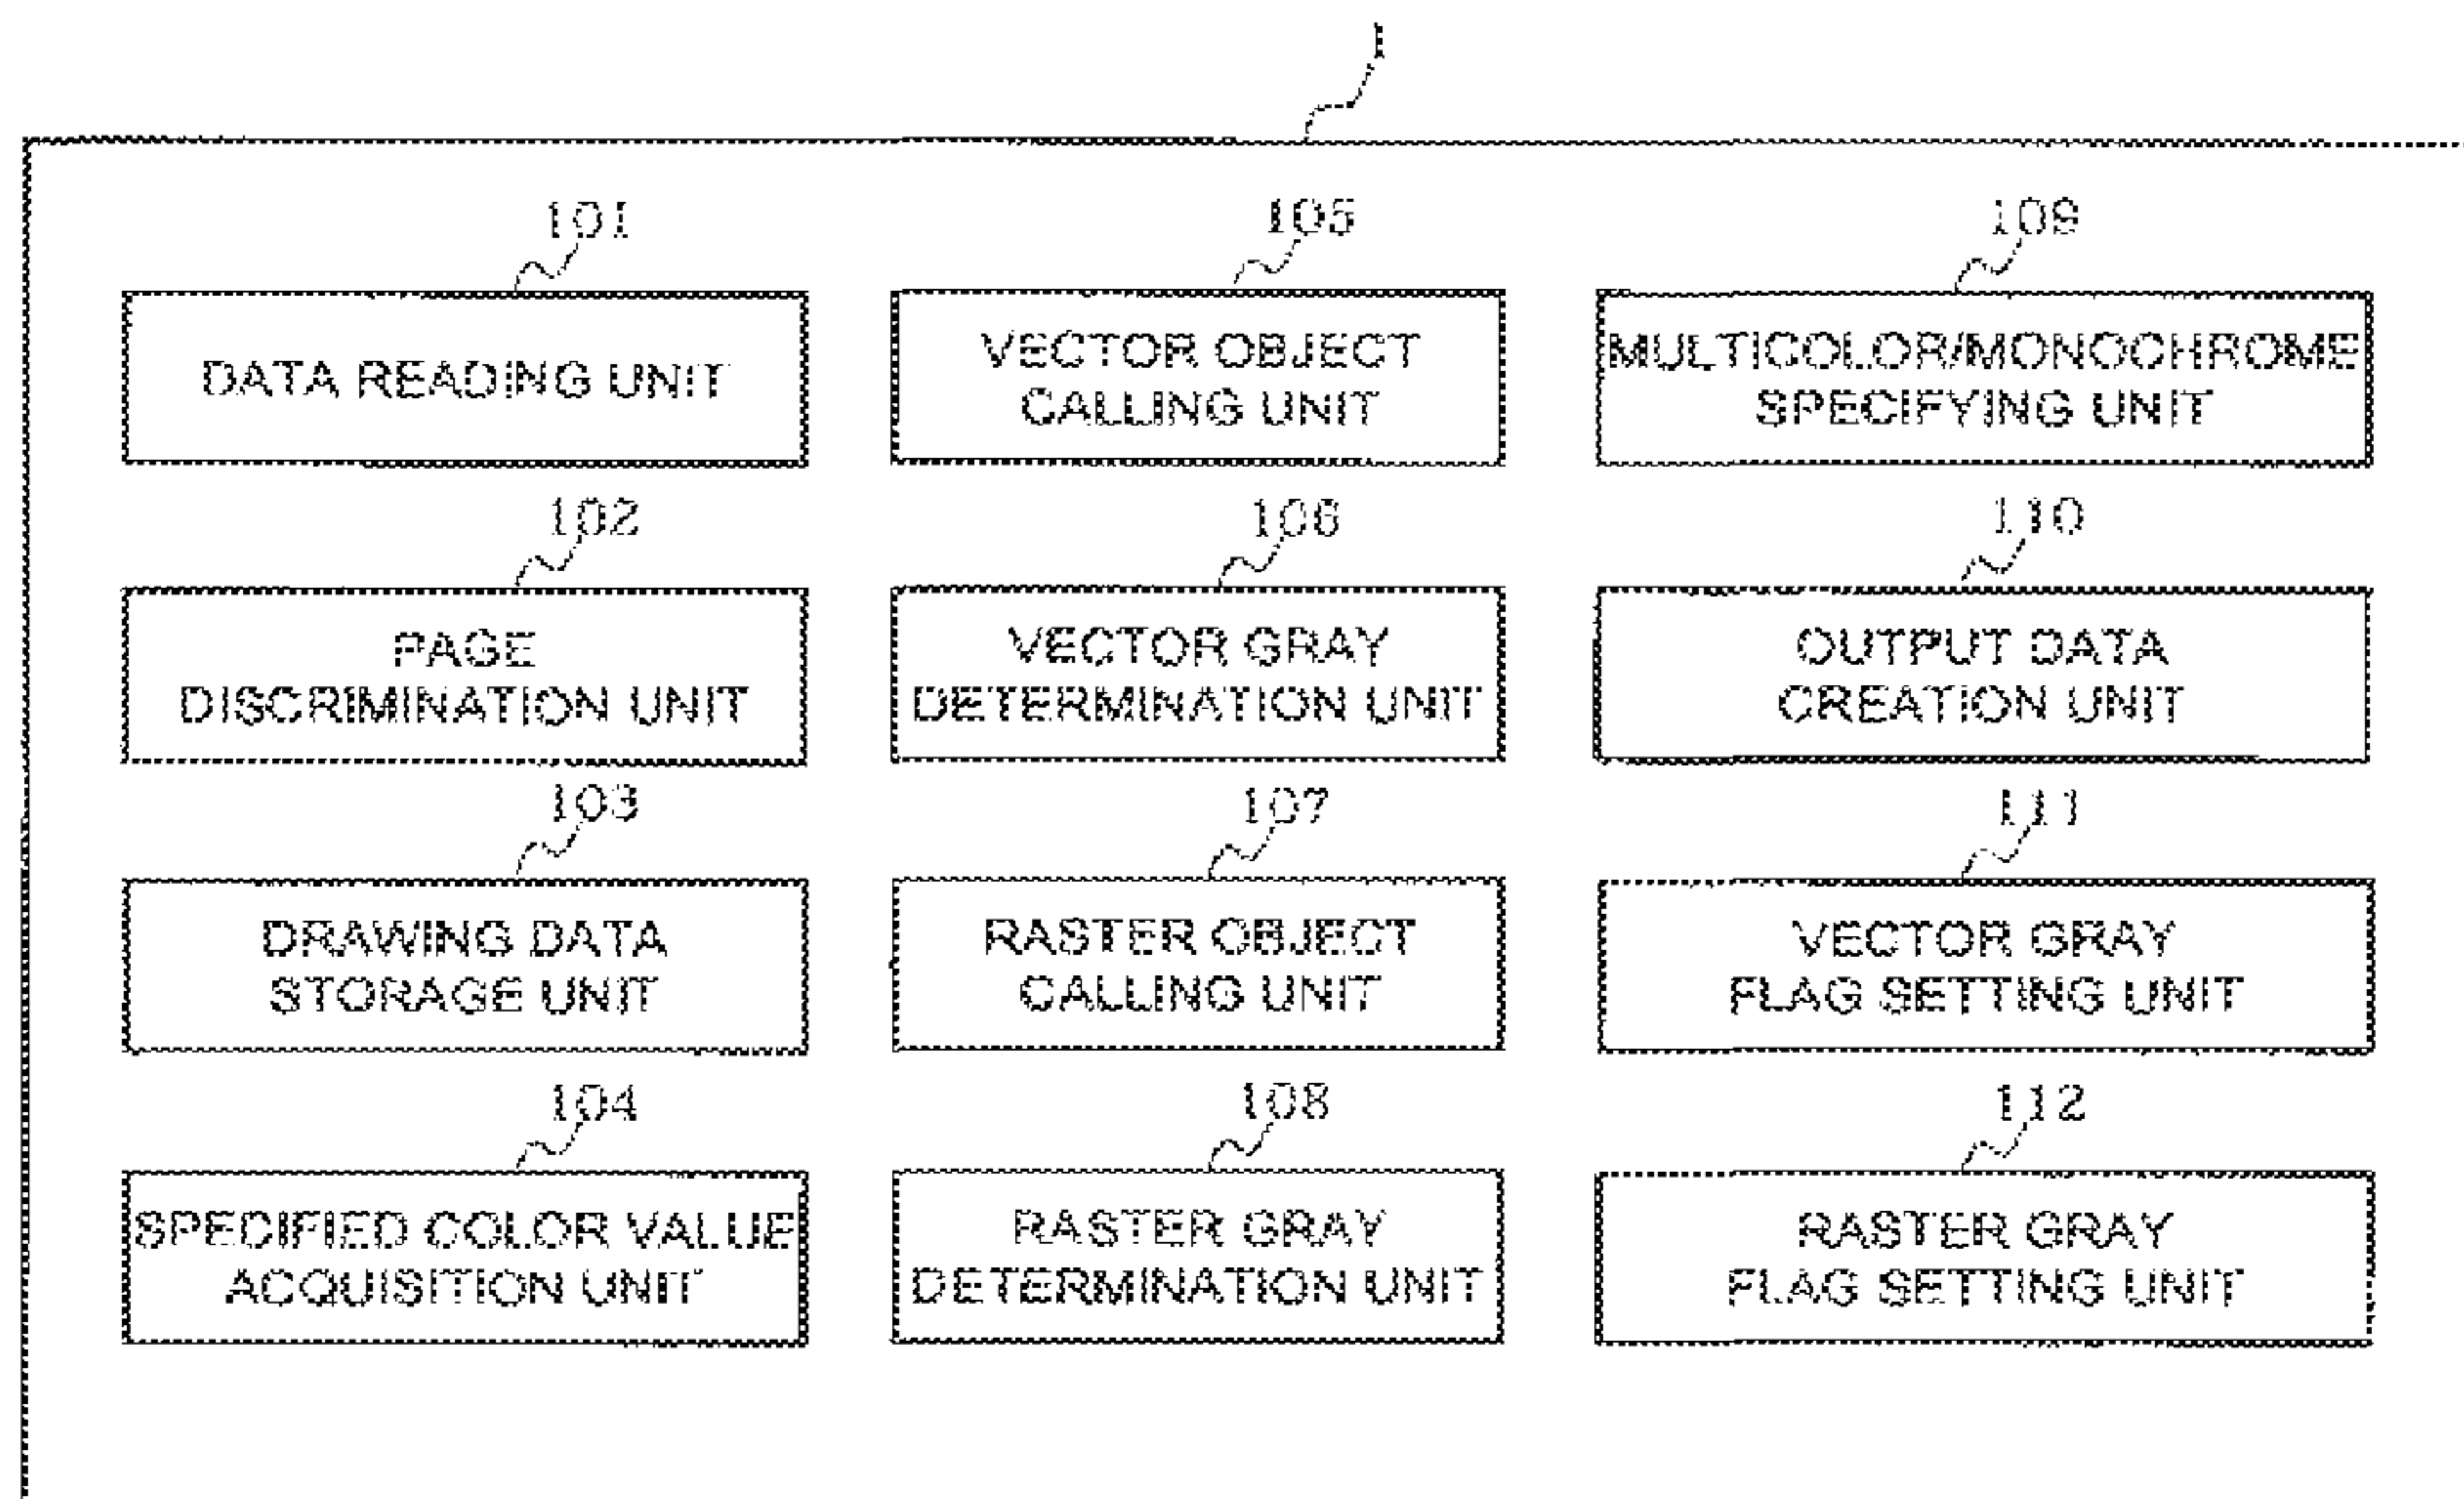 1
101
DATA READING UNIT
105
VECTOR OBJECT
CALLING UNIT
109
MULTICOLOR/MONOCHROME
SPECIFYING UNIT
102
PAGE
DISCRIMINATION UNIT
106
VECTOR GRAY
DETERMINATION UNIT
110
OUTPUT DATA
CREATION UNIT
103
DRAWING DATA
STORAGE UNIT
107
RASTER OBJECT
CALLING UNIT
111
VECTOR GRAY
FLAG SETTING UNIT
104
SPECIFIED COLOR VALUE
ACQUISITION UNIT
108
RASTER GRAY
DETERMINATION UNIT
112
RASTER GRAY
FLAG SETTING UNIT